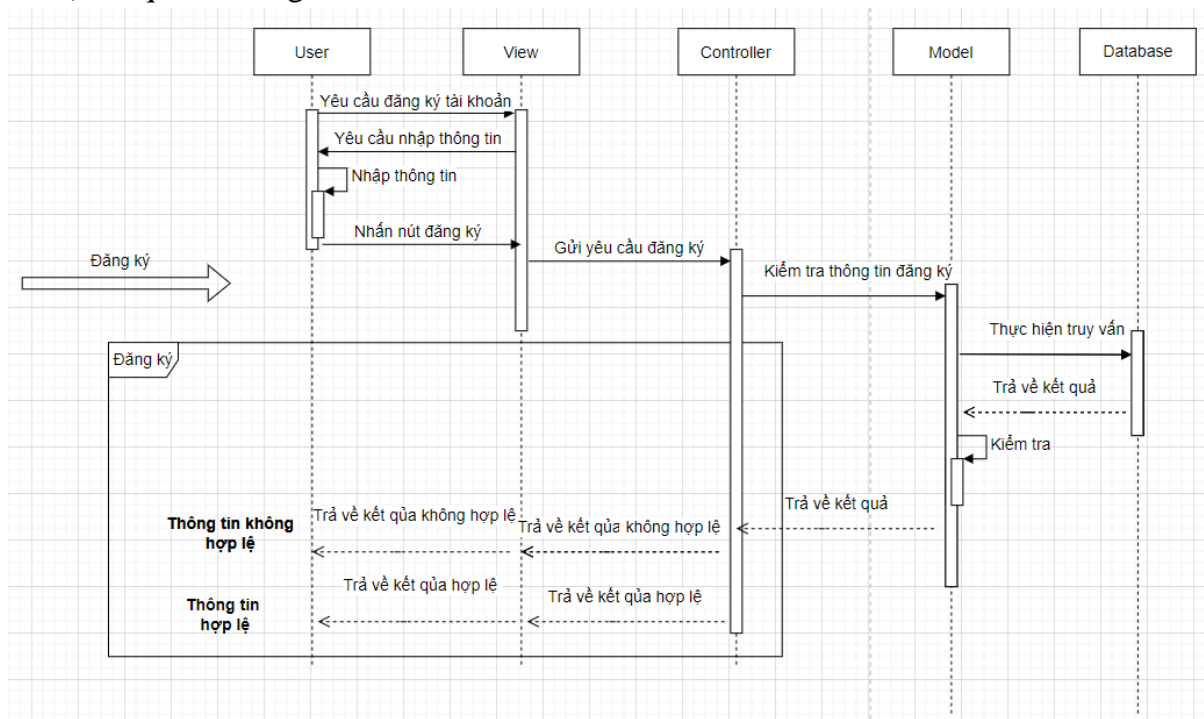 User
View
Controller
Model
Database
Yêu cầu đăng ký tài khoản
Yêu cầu nhập thông tin
Nhập thông tin
Nhấn nút đăng ký
Gửi yêu cầu đăng ký
Đăng ký
Kiểm tra thông tin đăng ký
Thực hiện truy vấn
Đăng ký
Trả về kết quả
Kiểm tra
Trả về kết quả
Thông tin không
hợp lệ
Trả về kết qủa không hợp lệ
Trả về kết qủa không hợp lệ
Trả về kết qủa hợp lệ
Trả về kết qủa hợp lệ
Thông tin
hợp lệ